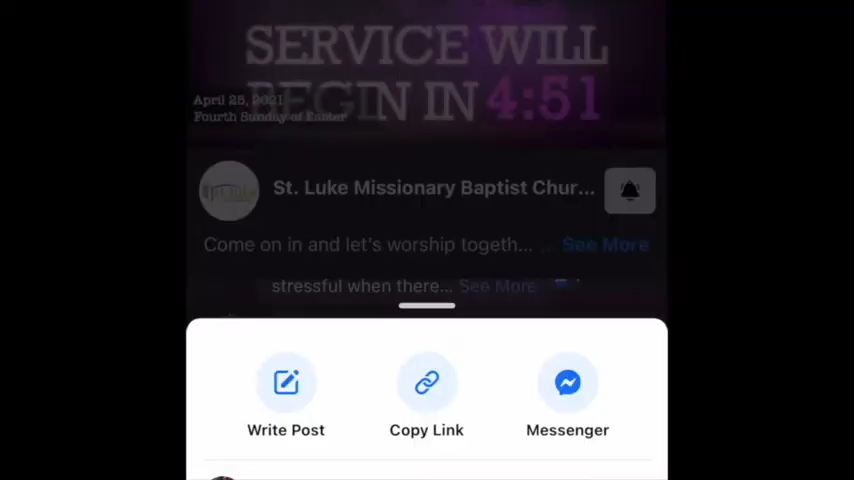 SERVICE WILL
BEGIN IN 4:51
April 25, 2021
Fourth Sunday of Easter
St. Luke Missionary Baptist Chur...
Come on in and let's worship togeth... ... See More
stressful when there... See More
Write Post
Copy Link
Messenger